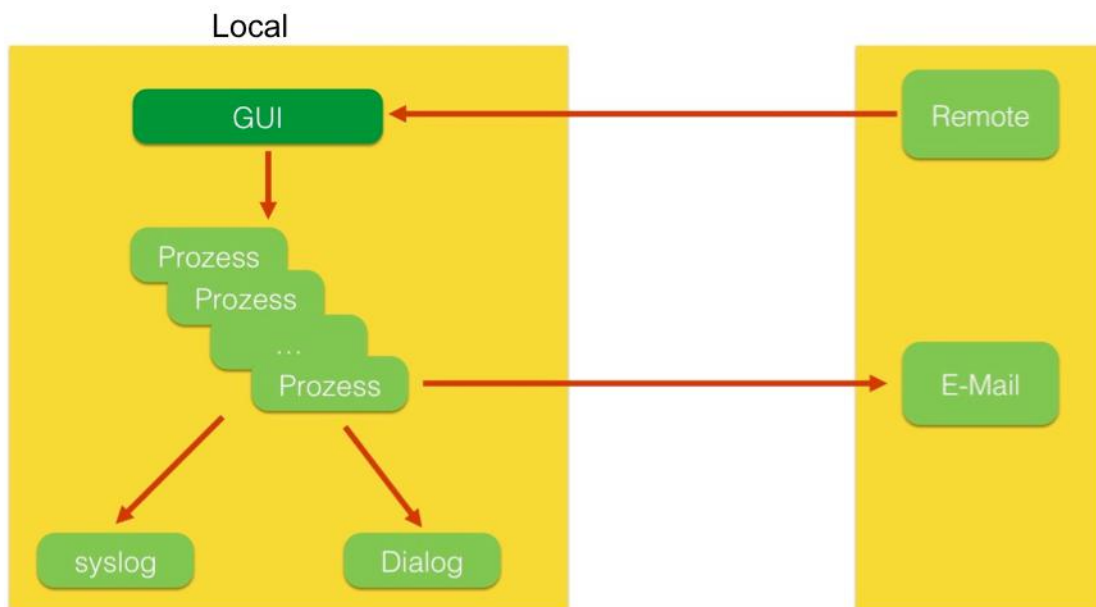 Local
GUI
Remote
Prozess
Prozess
...
Prozess
E-Mail
syslog
Dialog